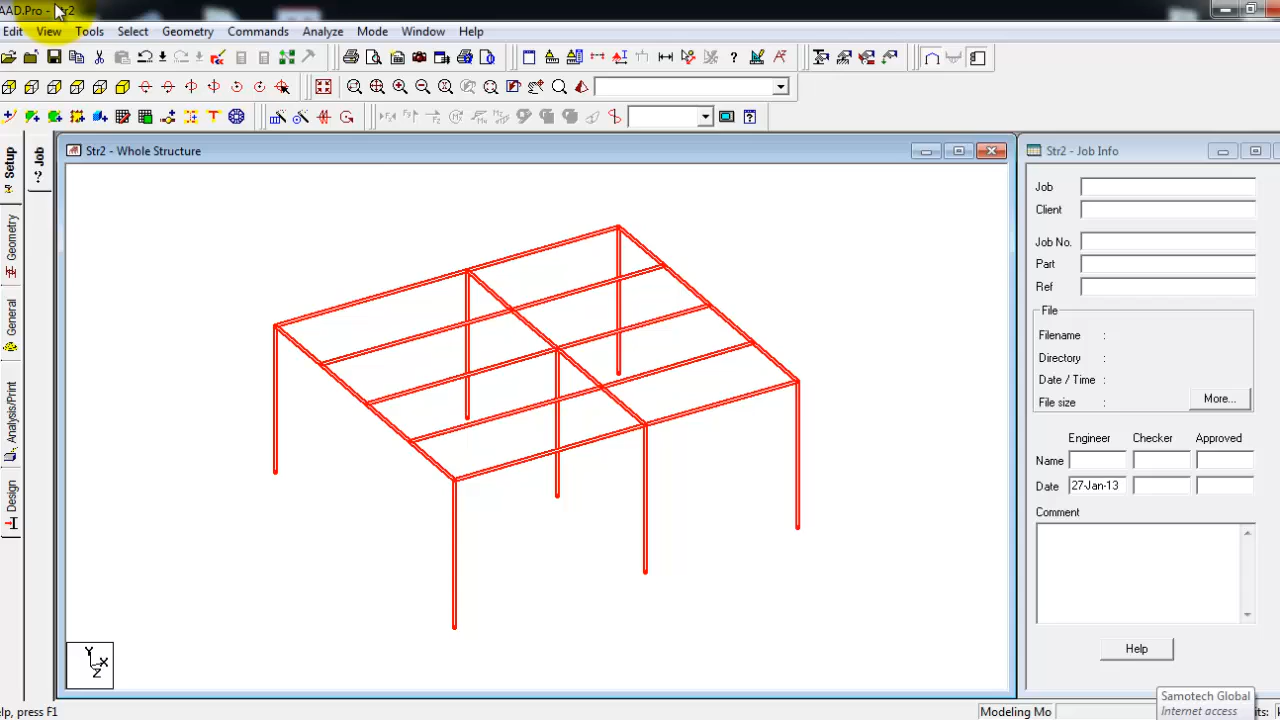 AAD.Pro - Str2
Edit View Tools Select Geometry Commands Analyze Mode Window Help
Setup
Geometry
General
Analysis/Print
Design
Job
Str2 - Whole Structure
Y
X
Z
Str2 - Job Info
Job
Client
Job No.
Part
Ref
File
Filename :
Directory :
Date / Time :
File size :
More...
Engineer Checker Approved
Name
Date 27-Jan-13
Comment
Help
Samotech Global
Internet access
elp, press F1
Modeling Mo